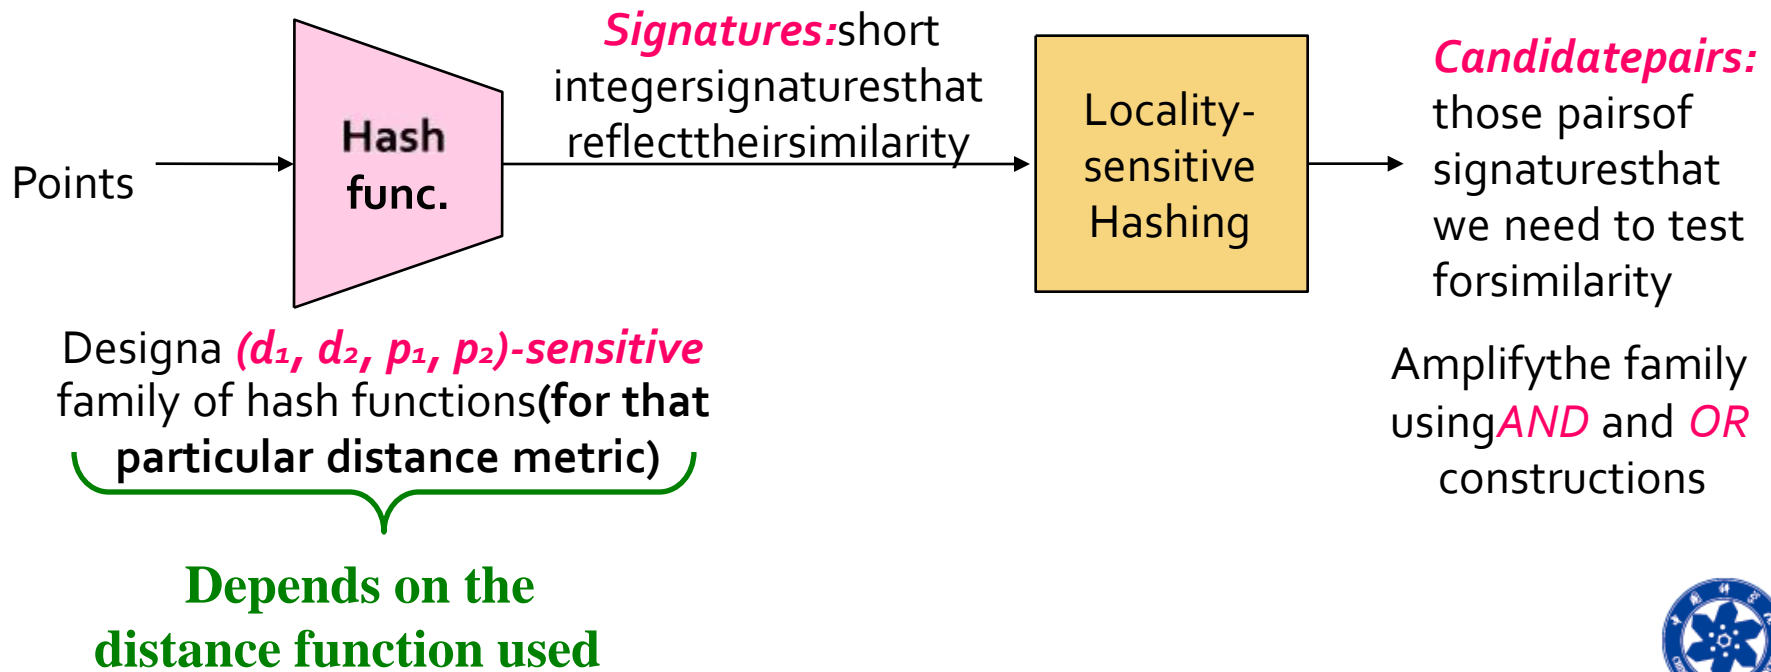 Points
Hash
func.
Signatures:short
integersignaturesthat
reflecttheirsimilarity
Locality-
sensitive
Hashing
Candidatepairs:
those pairsof
signaturesthat
we need to test
forsimilarity
Designa (d₁, d₂, p₁, p₂)-sensitive
family of hash functions(for that
particular distance metric)
Amplifythe family
usingAND and OR
constructions
Depends on the
distance function used